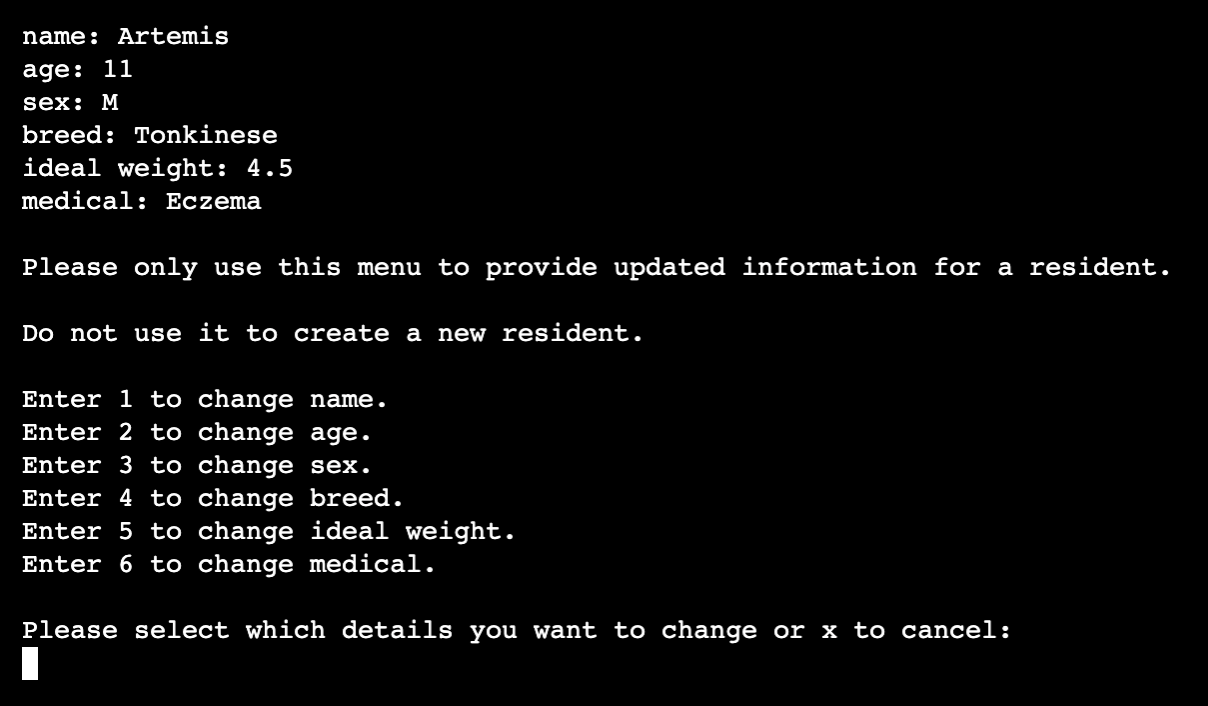 name: Artemis
age: 11
sex: M
breed: Tonkinese
ideal weight: 4.5
medical: Eczema
Please only use this menu to provide updated information for a resident.
Do not use it to create a new resident.
Enter 1 to change name.
Enter 2 to change age.
Enter 3 to change sex.
Enter 4 to change breed.
Enter 5 to change ideal weight.
Enter 6 to change medical.
Please select which details you want to change or x to cancel: